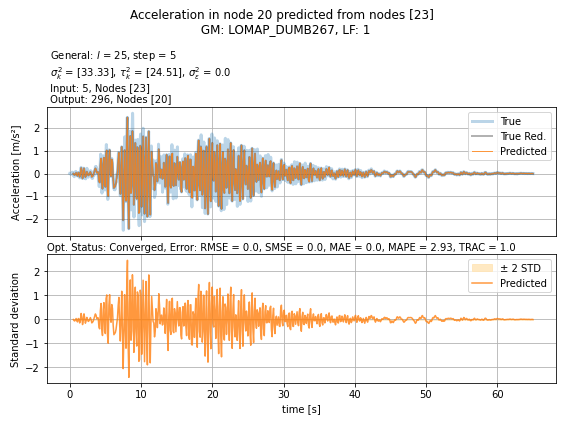 Acceleration in node 20 predicted from nodes [23]
GM: LOMAP_DUMB267, LF: 1
General: l = 25, step = 5
σ²ₖ = [33.33], τ²ₖ = [24.51], σ²ε = 0.0
Input: 5, Nodes [23]
Output: 296, Nodes [20]
Acceleration [m/s²]
2
1
0
−1
−2
True
True Red.
Predicted
Opt. Status: Converged, Error: RMSE = 0.0, SMSE = 0.0, MAE = 0.0, MAPE = 2.93, TRAC = 1.0
Standard deviation
2
1
0
−1
−2
± 2 STD
Predicted
0 10 20 30 40 50 60
time [s]